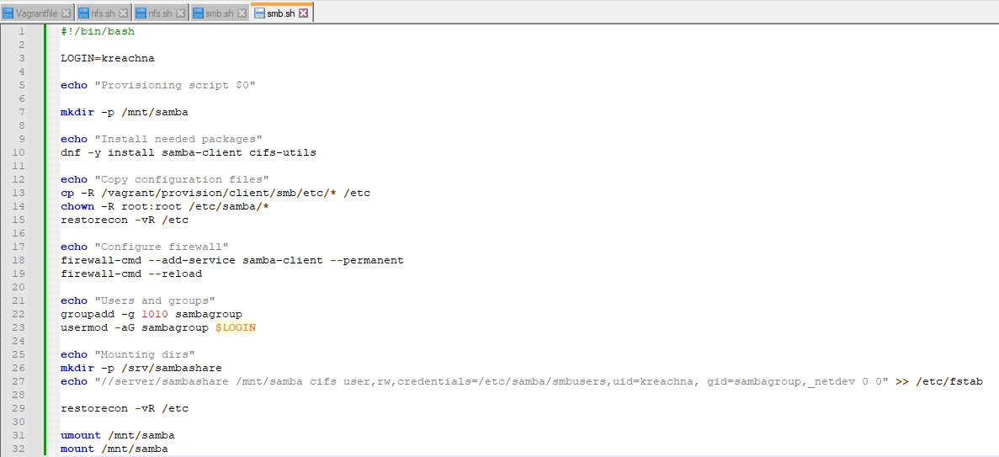 Vagrantfile nfs.sh nfs.sh smb.sh smb.sh
1 #!/bin/bash
2
3 LOGIN=kreachna
4
5 echo "Provisioning script $0"
6
7 mkdir -p /mnt/samba
8
9 echo "Install needed packages"
10 dnf -y install samba-client cifs-utils
11
12 echo "Copy configuration files"
13 cp -R /vagrant/provision/client/smb/etc/* /etc
14 chown -R root:root /etc/samba/*
15 restorecon -vR /etc
16
17 echo "Configure firewall"
18 firewall-cmd --add-service samba-client --permanent
19 firewall-cmd --reload
20
21 echo "Users and groups"
22 groupadd -g 1010 sambagroup
23 usermod -aG sambagroup $LOGIN
24
25 echo "Mounting dirs"
26 mkdir -p /srv/sambashare
27 echo "//server/sambashare /mnt/samba cifs user,rw,credentials=/etc/samba/smbusers,uid=kreachna, gid=sambagroup,_netdev 0 0" >> /etc/fstab
28
29 restorecon -vR /etc
30
31 umount /mnt/samba
32 mount /mnt/samba